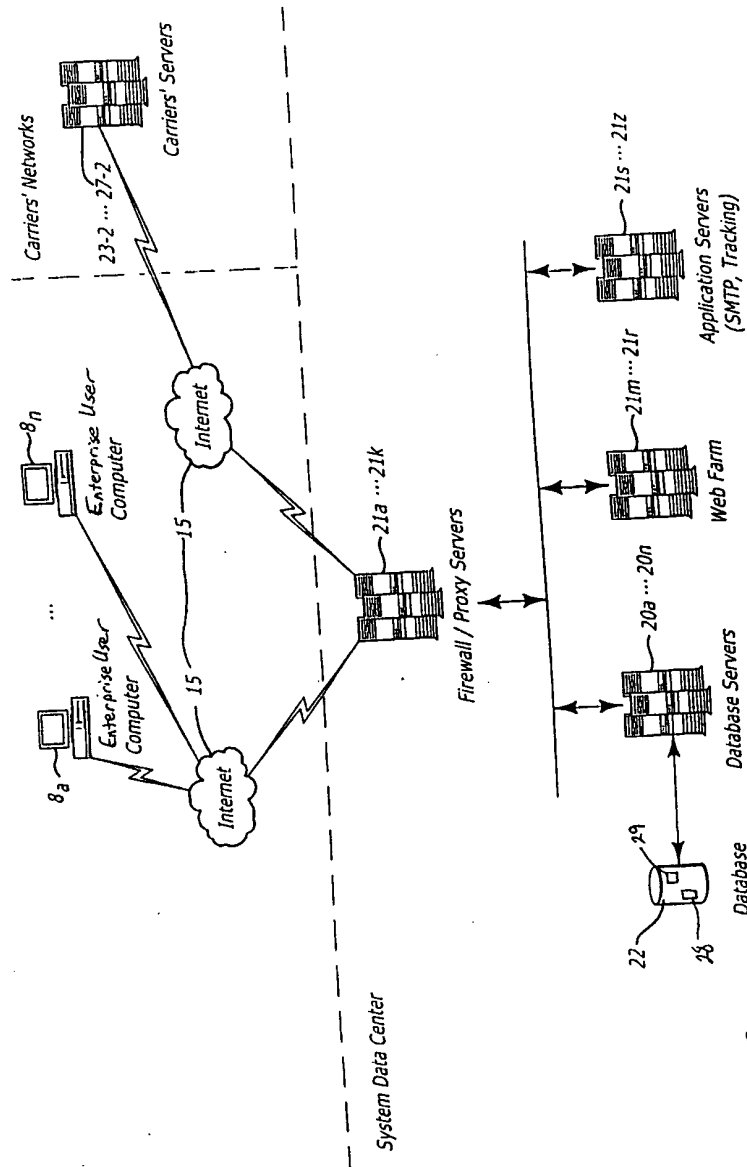 Carriers' Networks
Carriers' Servers
23-2 ... 27-2
8n
Enterprise User
Computer
...
8a
Enterprise User
Computer
Internet
15
15
Internet
System Data Center
21a ... 21k
Firewall / Proxy Servers
21s ... 21z
Application Servers
(SMTP, Tracking)
21m ... 21r
Web Farm
20a ... 20n
Database Servers
29
22
28
Database